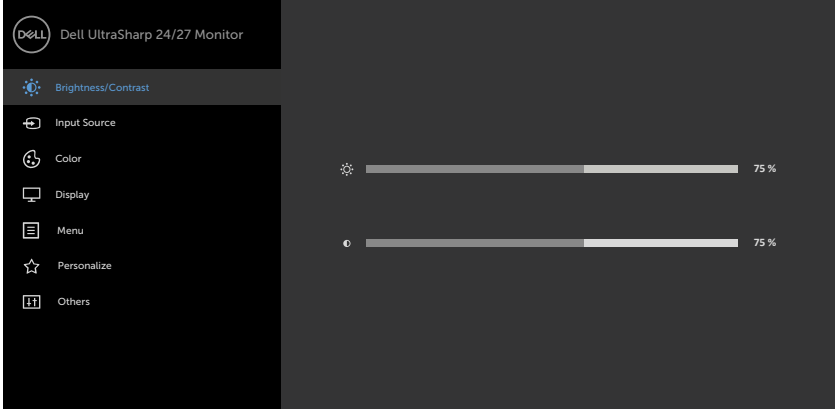 DELL Dell UltraSharp 24/27 Monitor
Brightness/Contrast
Input Source
Color
75 %
Display
Menu
75 %
Personalize
Others